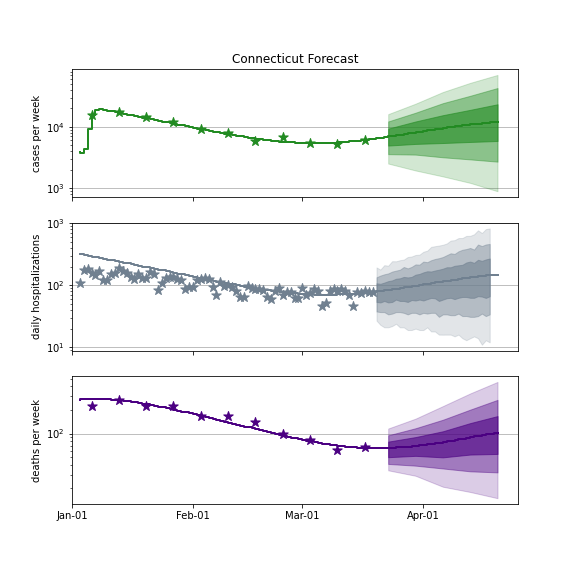 Connecticut Forecast
cases per week
10⁴
10³
daily hospitalizations
10³
10²
10¹
deaths per week
10²
Jan-01 Feb-01 Mar-01 Apr-01